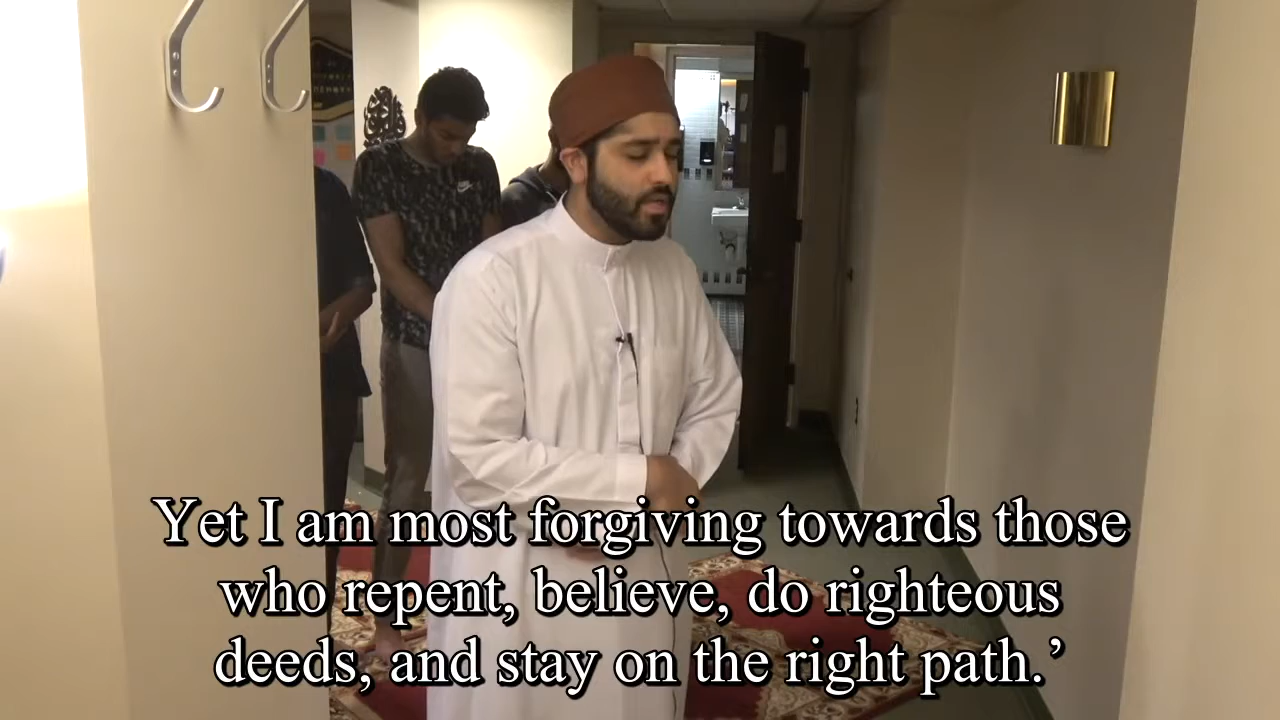 Yet I am most forgiving towards those
who repent, believe, do righteous
deeds, and stay on the right path.’